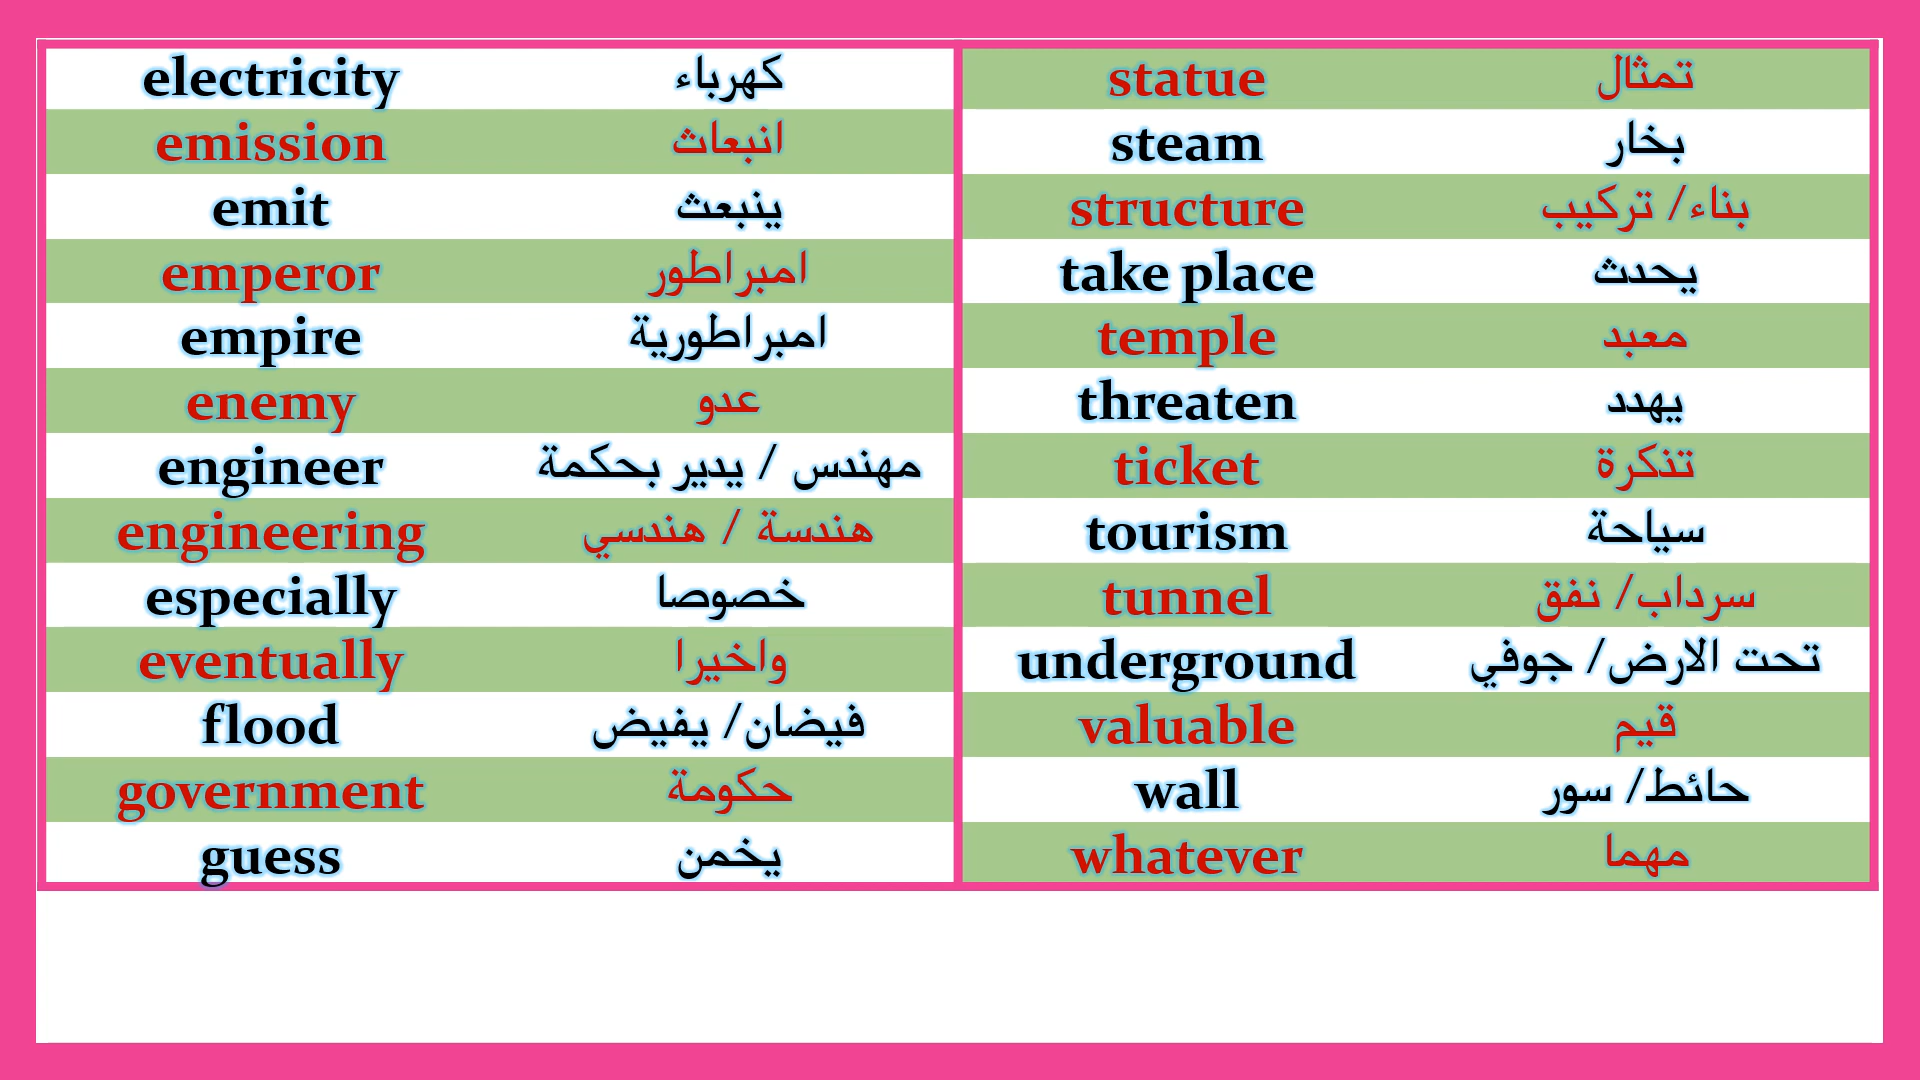 electricity كهرباء
emission انبعاث
emit ينبعث
emperor امبراطور
empire امبراطورية
enemy عدو
engineer مهندس / يدير بحكمة
engineering هندسة / هندسي
especially خصوصا
eventually واخيرا
flood فيضان/ يفيض
government حكومة
guess يخمن
statue تمثال
steam بخار
structure بناء/ تركيب
take place يحدث
temple معبد
threaten يهدد
ticket تذكرة
tourism سياحة
tunnel سرداب/ نفق
underground تحت الارض/ جوفي
valuable قيم
wall حائط/ سور
whatever مهما